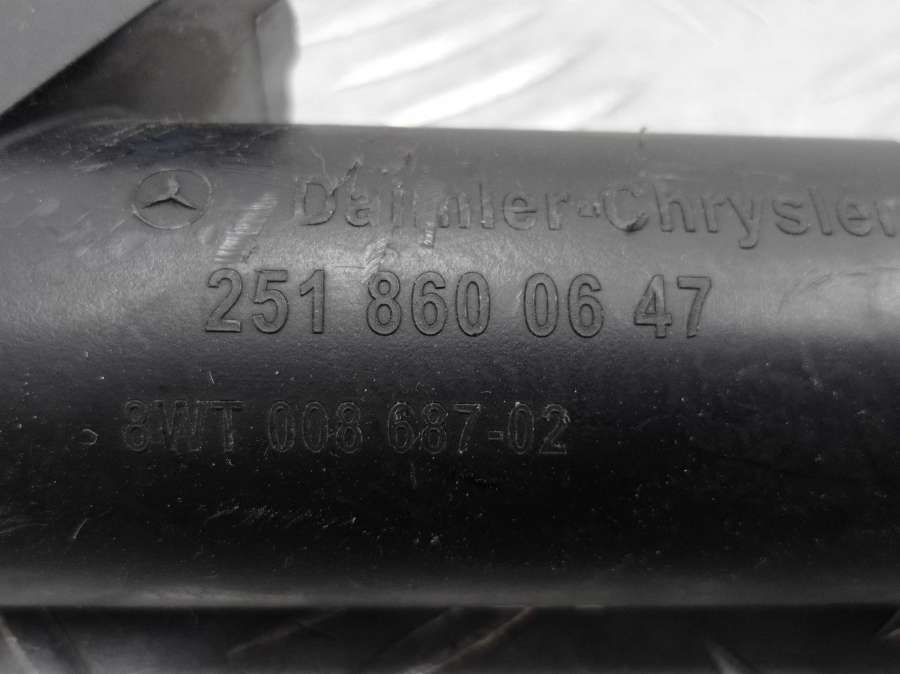 Daimler-Chrysler
251 860 06 47
8WT 008 687-02